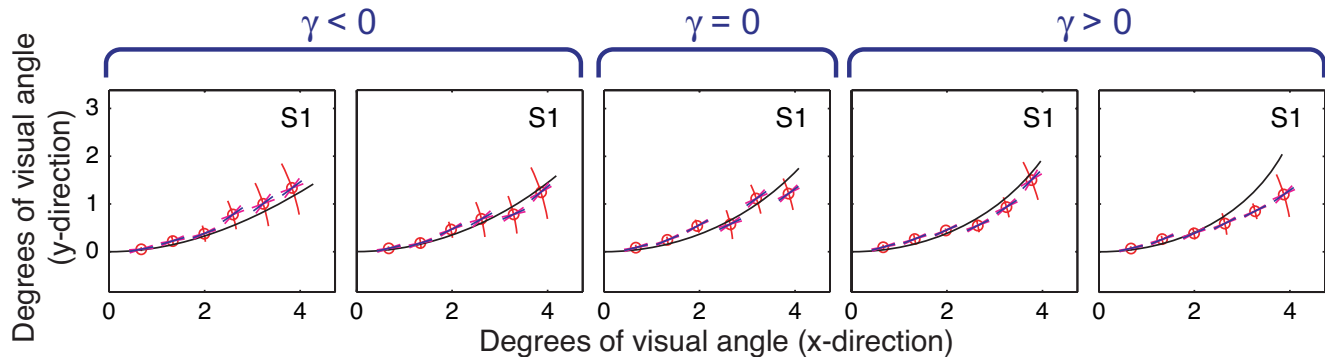 γ < 0 γ = 0 γ > 0
Degrees of visual angle
(y-direction)
3
2
1
0
S1 S1 S1 S1 S1
0 2 4 0 2 4 0 2 4 0 2 4 0 2 4
Degrees of visual angle (x-direction)